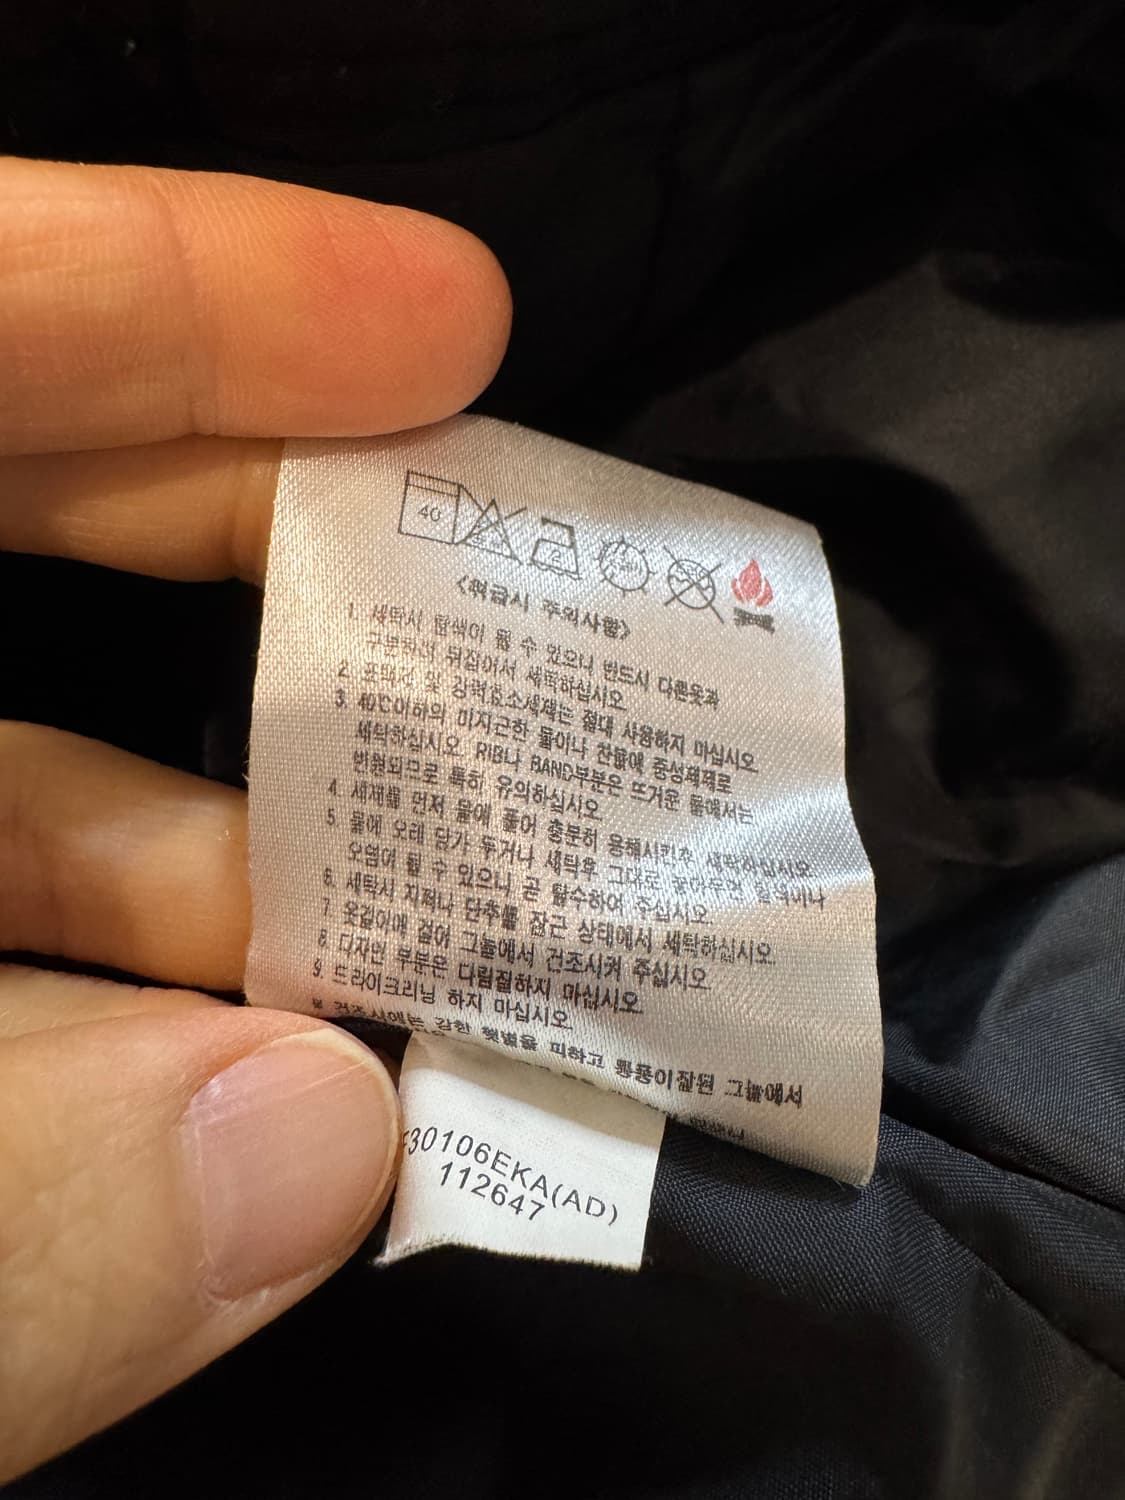 40
<취급시 주의사항>
1. 세탁시 탈색이 될 수 있으니 반드시 다른옷과
구분하여 뒤집어서 세탁하십시오
2. 표백제 및 강력효소세제는 절대 사용하지 마십시오
3. 40℃이하의 미지근한 물이나 찬물에 중성세제로
세탁하십시오. RIB나 BAND부분은 뜨거운 물에서는
변형되므로 특히 유의하십시오
4. 세제를 먼저 물에 풀어 충분히 용해시킨후 세탁하십시오
5. 물에 오래 담가 두거나 세탁후 그대로 놓아두면 탈색이나
오염이 될 수 있으니 곧 탈수하여 주십시오
6. 세탁시 지퍼나 단추를 잠근 상태에서 세탁하십시오.
7. 옷걸이에 걸어 그늘에서 건조시켜 주십시오
8. 디자인 부분은 다림질하지 마십시오
9. 드라이크리닝 하지 마십시오
건조시에는 강한 햇볕을 피하고 통풍이잘된 그늘에서
30106EKA(AD)
112647